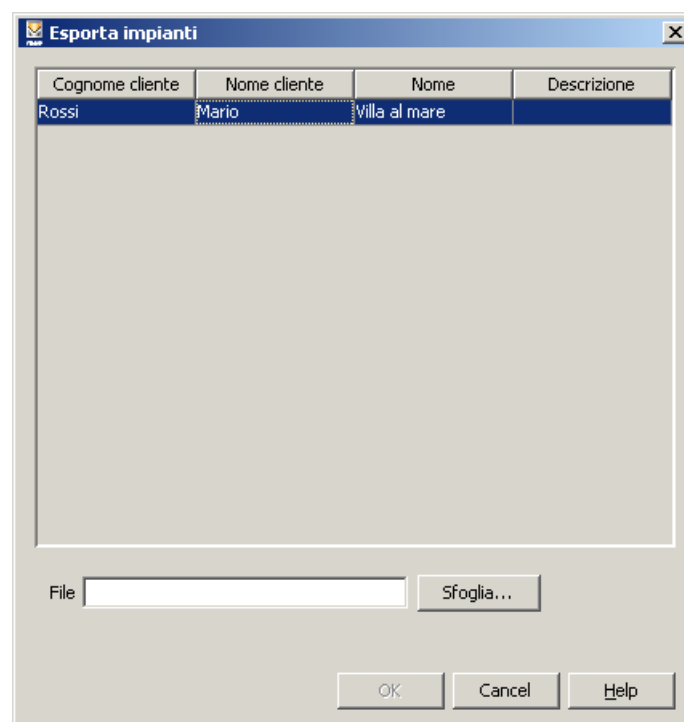 Esporta impianti
Cognome cliente Nome cliente Nome Descrizione
Rossi Mario Villa al mare
File Sfoglia...
OK Cancel Help